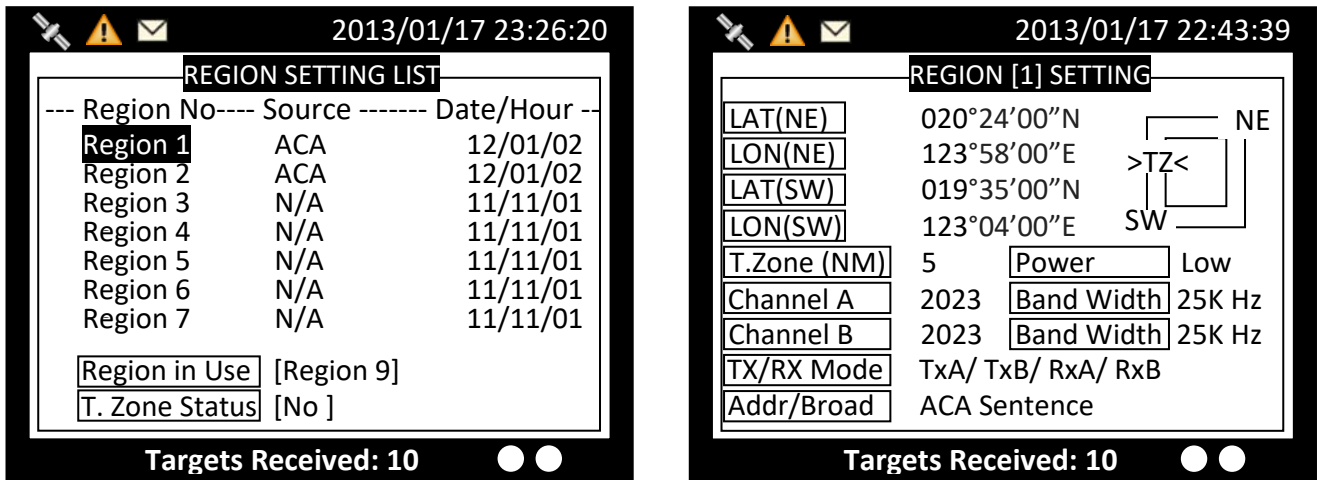 2013/01/17 23:26:20
REGION SETTING LIST
--- Region No---- Source ------- Date/Hour --
Region 1 ACA 12/01/02
Region 2 ACA 12/01/02
Region 3 N/A 11/11/01
Region 4 N/A 11/11/01
Region 5 N/A 11/11/01
Region 6 N/A 11/11/01
Region 7 N/A 11/11/01
Region in Use [Region 9]
T. Zone Status [No ]
Targets Received: 10
2013/01/17 22:43:39
REGION [1] SETTING
LAT(NE) 020°24’00”N NE
LON(NE) 123°58’00”E >TZ<
LAT(SW) 019°35’00”N
LON(SW) 123°04’00”E SW
T.Zone (NM) 5 Power Low
Channel A 2023 Band Width 25K Hz
Channel B 2023 Band Width 25K Hz
TX/RX Mode TxA/ TxB/ RxA/ RxB
Addr/Broad ACA Sentence
Targets Received: 10